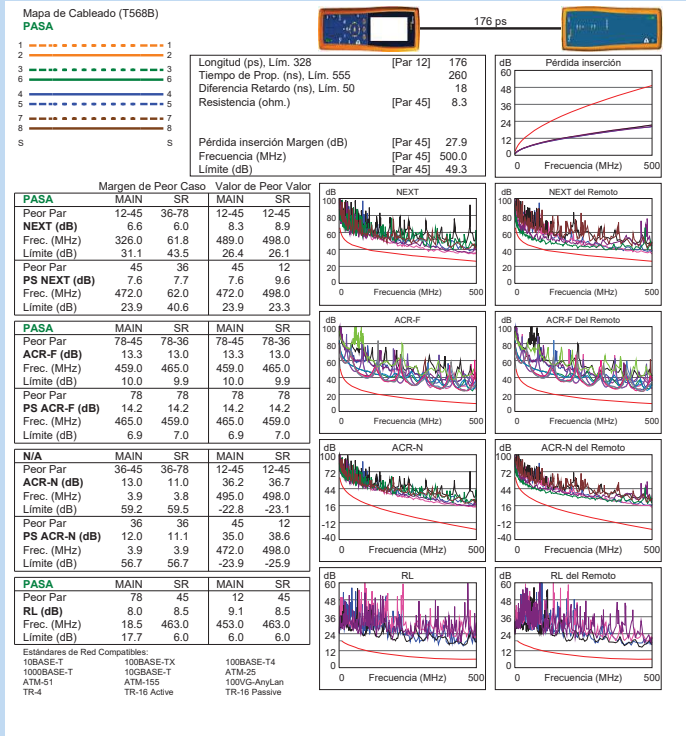 Mapa de Cableado (T568B)
PASA
1 1
2 2
3 3
6 6
4 4
5 5
7 7
8 8
S S
176 ps
Longitud (ps), Lím. 328 [Par 12] 176
Tiempo de Prop. (ns), Lím. 555 260
Diferencia Retardo (ns), Lím. 50 18
Resistencia (ohm.) [Par 45] 8.3
Pérdida inserción Margen (dB) [Par 45] 27.9
Frecuencia (MHz) [Par 45] 500.0
Límite (dB) [Par 45] 49.3
dB Pérdida inserción
60
48
36
24
12
0
0 Frecuencia (MHz) 500
Margen de Peor Caso Valor de Peor Valor
PASA MAIN SR MAIN SR
Peor Par 12-45 36-78 12-45 12-45
NEXT (dB) 6.6 6.0 8.3 8.9
Frec. (MHz) 326.0 61.8 489.0 498.0
Límite (dB) 31.1 43.5 26.4 26.1
Peor Par 45 36 45 12
PS NEXT (dB) 7.6 7.7 7.6 9.6
Frec. (MHz) 472.0 62.0 472.0 498.0
Límite (dB) 23.9 40.6 23.9 23.3
PASA MAIN SR MAIN SR
Peor Par 78-45 78-36 78-45 78-36
ACR-F (dB) 13.3 13.0 13.3 13.0
Frec. (MHz) 459.0 465.0 459.0 465.0
Límite (dB) 10.0 9.9 10.0 9.9
Peor Par 78 78 78 78
PS ACR-F (dB) 14.2 14.2 14.2 14.2
Frec. (MHz) 465.0 459.0 465.0 459.0
Límite (dB) 6.9 7.0 6.9 7.0
N/A MAIN SR MAIN SR
Peor Par 36-45 36-78 12-45 12-45
ACR-N (dB) 13.0 11.0 36.2 36.7
Frec. (MHz) 3.9 3.8 495.0 498.0
Límite (dB) 59.2 59.5 -22.8 -23.1
Peor Par 36 36 45 12
PS ACR-N (dB) 12.0 11.1 35.0 38.6
Frec. (MHz) 3.9 3.9 472.0 498.0
Límite (dB) 56.7 56.7 -23.9 -25.9
PASA MAIN SR MAIN SR
Peor Par 78 45 12 45
RL (dB) 8.0 8.5 9.1 8.5
Frec. (MHz) 18.5 463.0 453.0 463.0
Límite (dB) 17.7 6.0 6.0 6.0
Estándares de Red Compatibles:
10BASE-T 100BASE-TX 100BASE-T4
1000BASE-T 10GBASE-T ATM-25
ATM-51 ATM-155 100VG-AnyLan
TR-4 TR-16 Active TR-16 Passive
dB NEXT
100
80
60
40
20
0
0 Frecuencia (MHz) 500
dB NEXT del Remoto
100
80
60
40
20
0
0 Frecuencia (MHz) 500
dB ACR-F
100
80
60
40
20
0
0 Frecuencia (MHz) 500
dB ACR-F Del Remoto
100
80
60
40
20
0
0 Frecuencia (MHz) 500
dB ACR-N
100
72
44
16
-12
-40
0 Frecuencia (MHz) 500
dB ACR-N del Remoto
100
72
44
16
-12
-40
0 Frecuencia (MHz) 500
dB RL
60
48
36
24
12
0
0 Frecuencia (MHz) 500
dB RL del Remoto
60
48
36
24
12
0
0 Frecuencia (MHz) 500